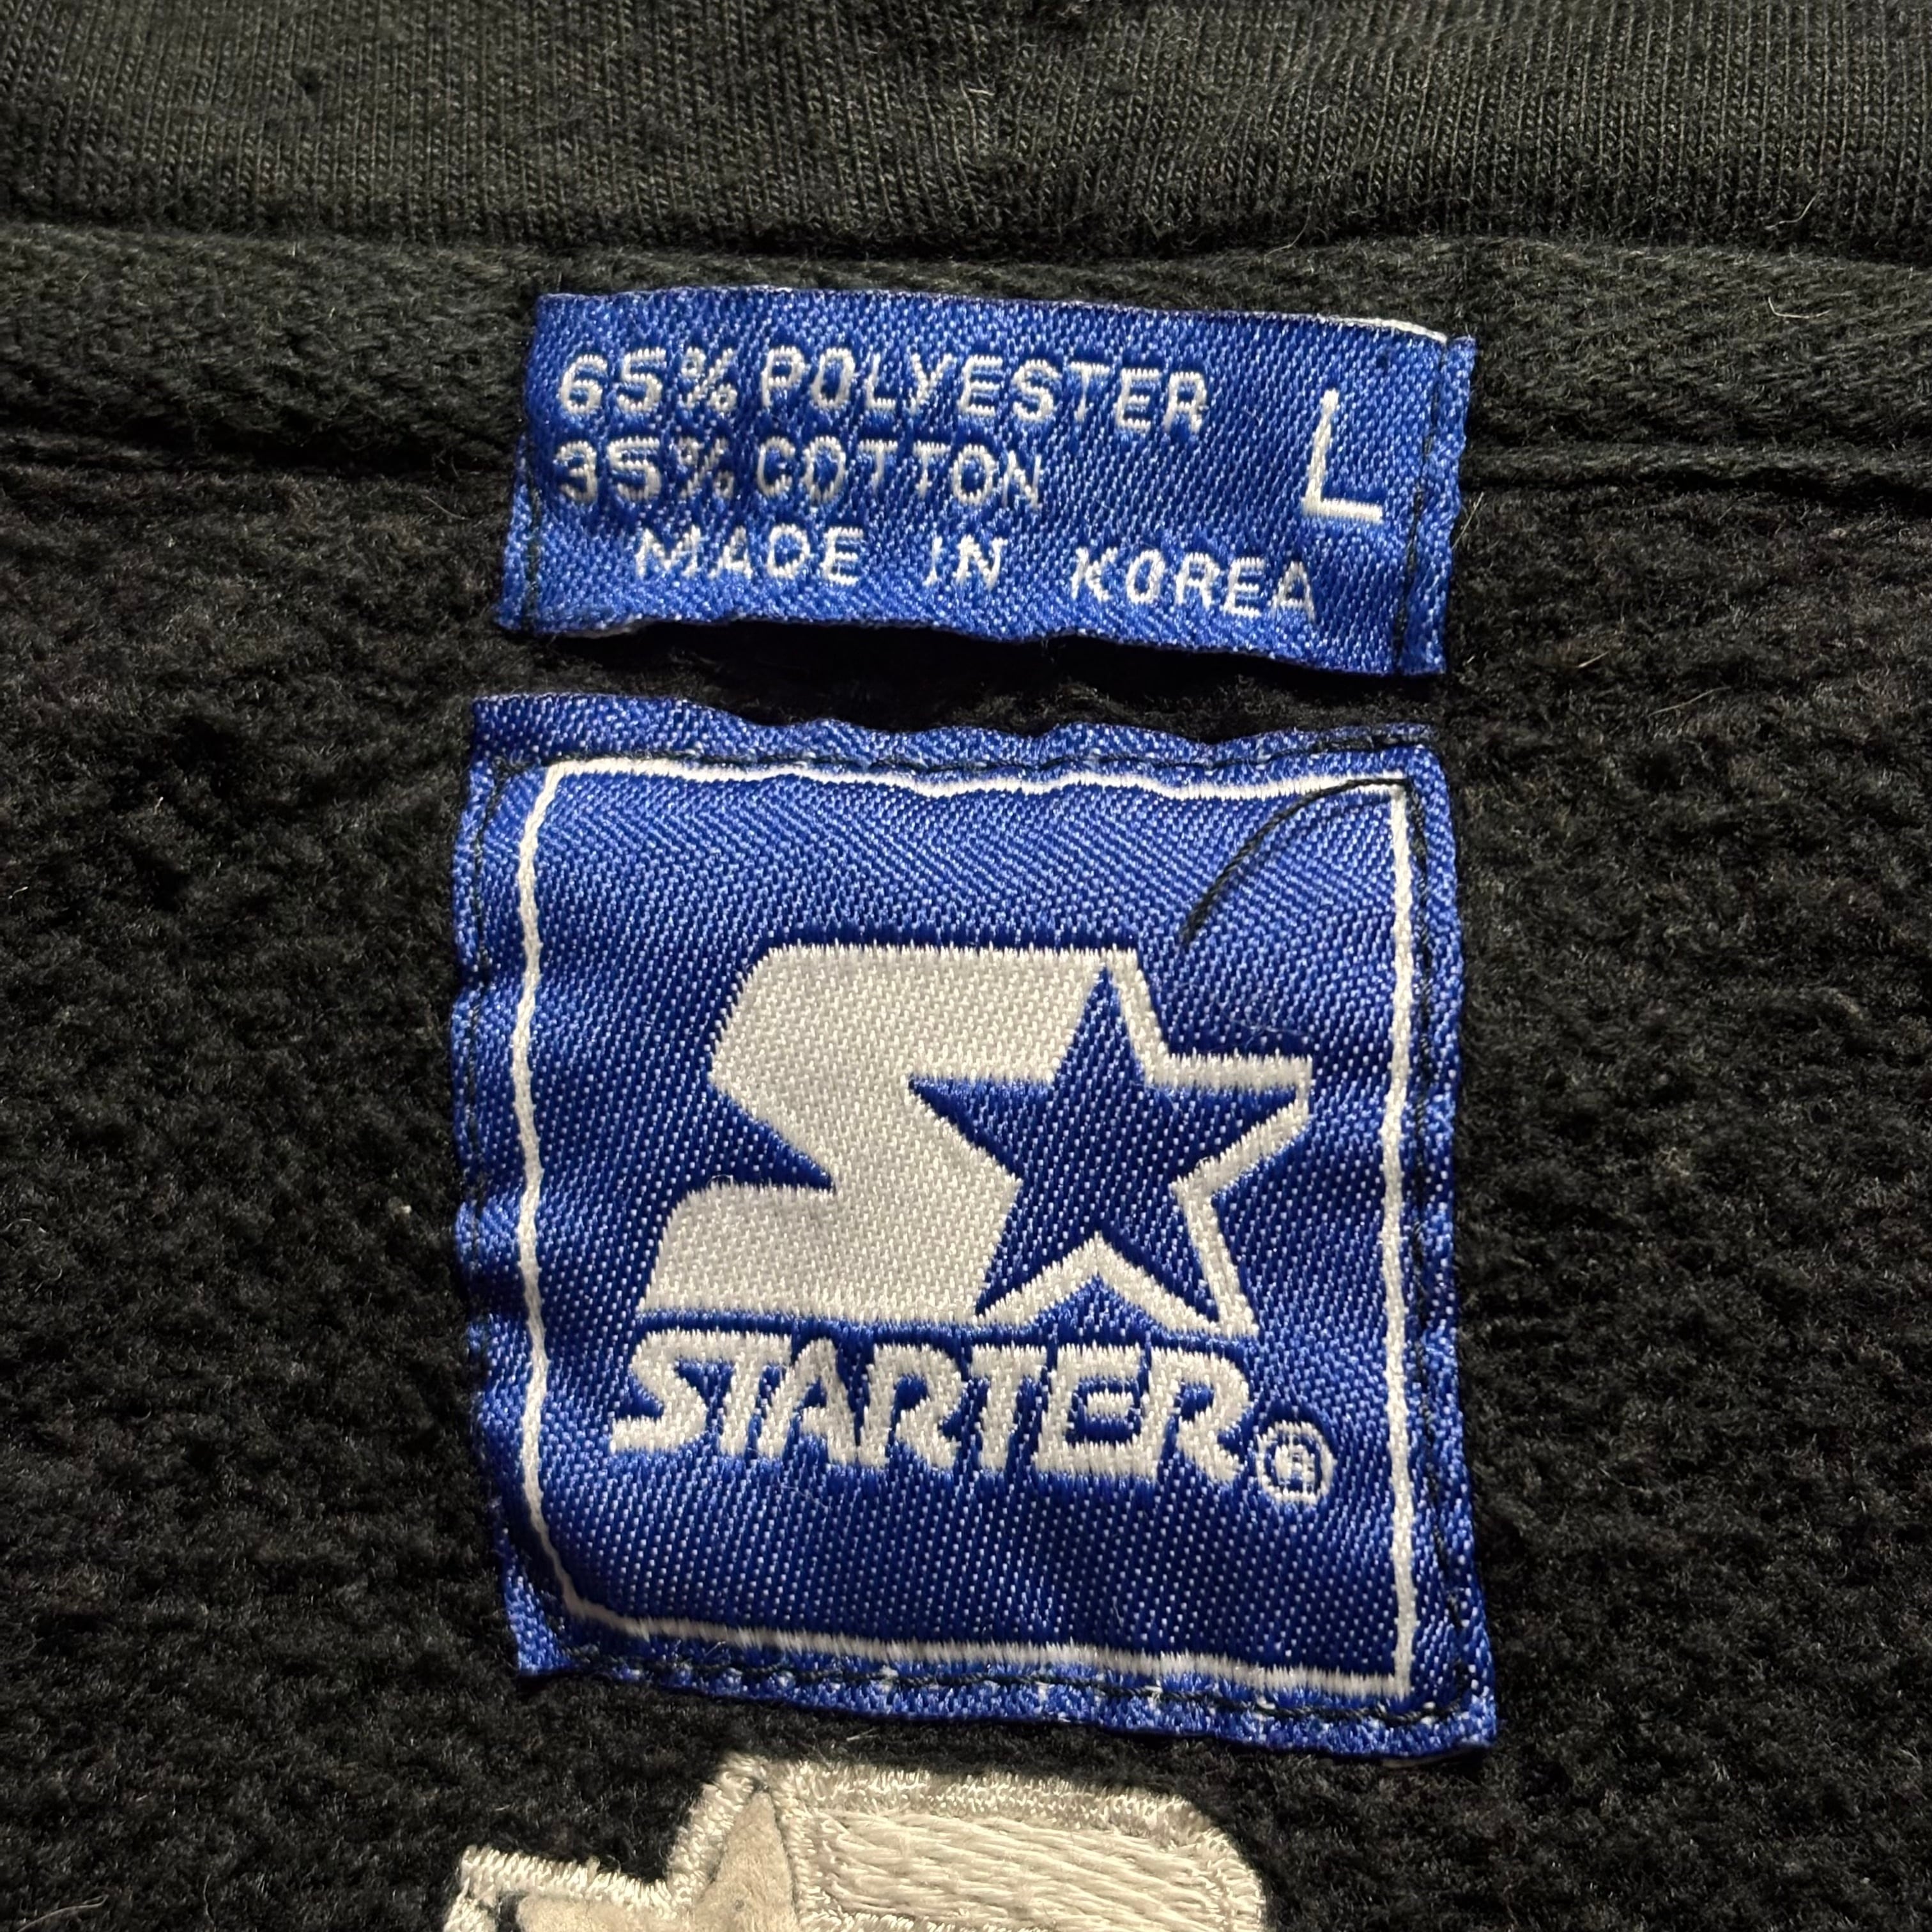 65% POLYESTER
35% COTTON
L
MADE IN KOREA
STARTER®